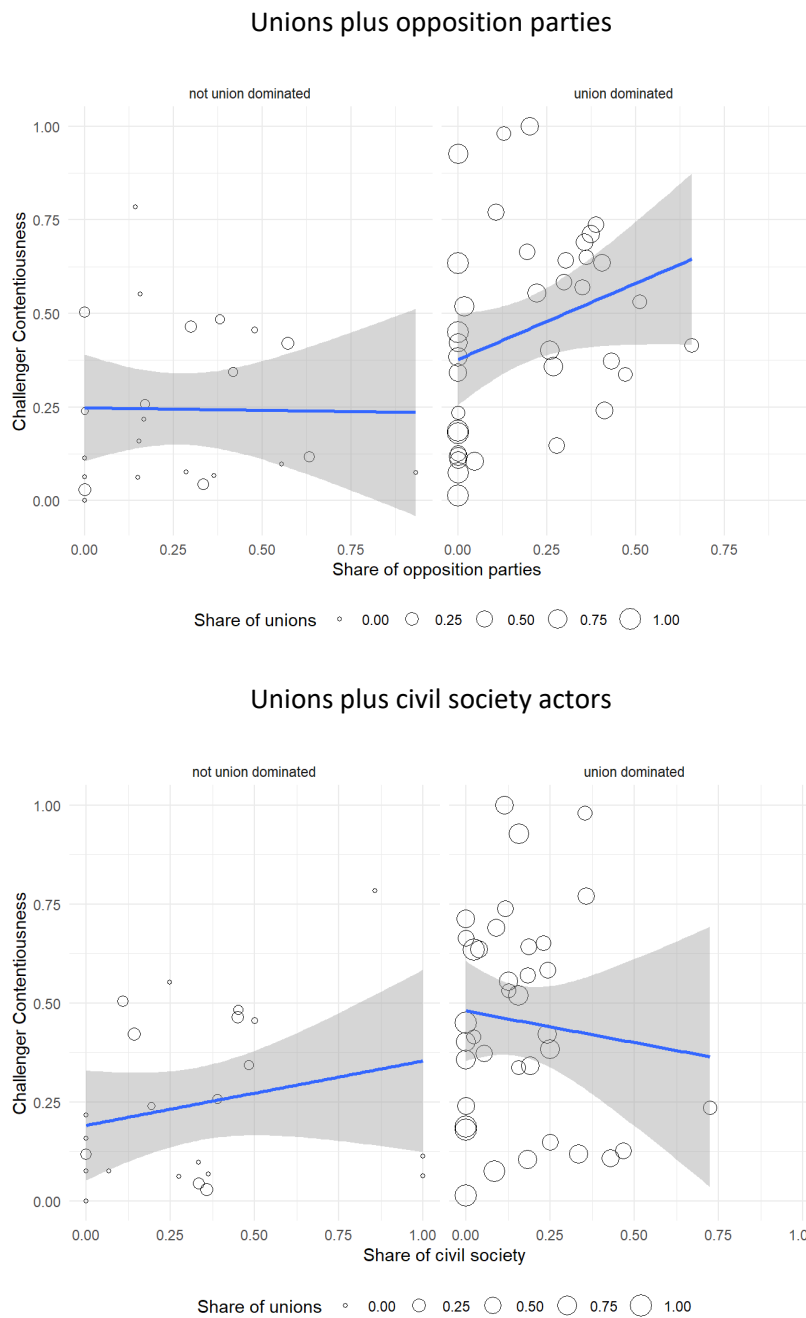 Unions plus opposition parties
not union dominated union dominated
1.00
0.75
0.50
0.25
0.00
Challenger Contentiousness
0.00 0.25 0.50 0.75 0.00 0.25 0.50 0.75
Share of opposition parties
Share of unions 0.00 0.25 0.50 0.75 1.00
Unions plus civil society actors
not union dominated union dominated
1.00
0.75
0.50
0.25
0.00
Challenger Contentiousness
0.00 0.25 0.50 0.75 1.00 0.00 0.25 0.50 0.75 1.00
Share of civil society
Share of unions 0.00 0.25 0.50 0.75 1.00